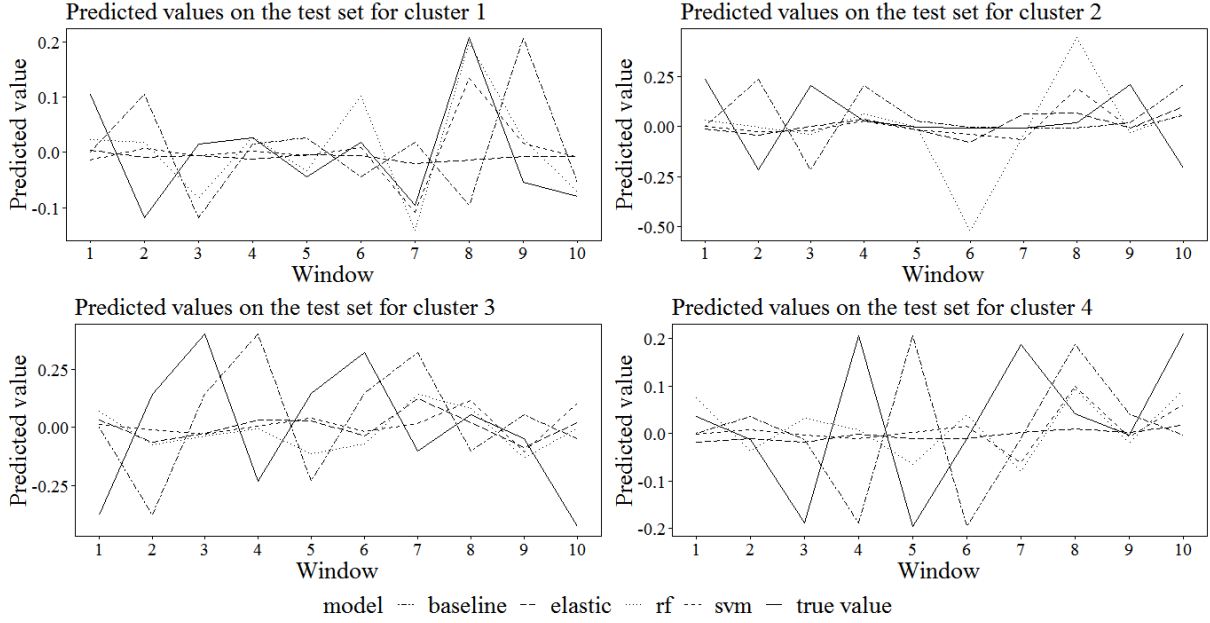 Predicted values on the test set for cluster 1
Predicted value
0.2
0.1
0.0
-0.1
1 2 3 4 5 6 7 8 9 10
Window
Predicted values on the test set for cluster 2
Predicted value
0.25
0.00
-0.25
-0.50
1 2 3 4 5 6 7 8 9 10
Window
Predicted values on the test set for cluster 3
Predicted value
0.25
0.00
-0.25
1 2 3 4 5 6 7 8 9 10
Window
Predicted values on the test set for cluster 4
Predicted value
0.2
0.1
0.0
-0.1
-0.2
1 2 3 4 5 6 7 8 9 10
Window
model baseline elastic rf svm true value